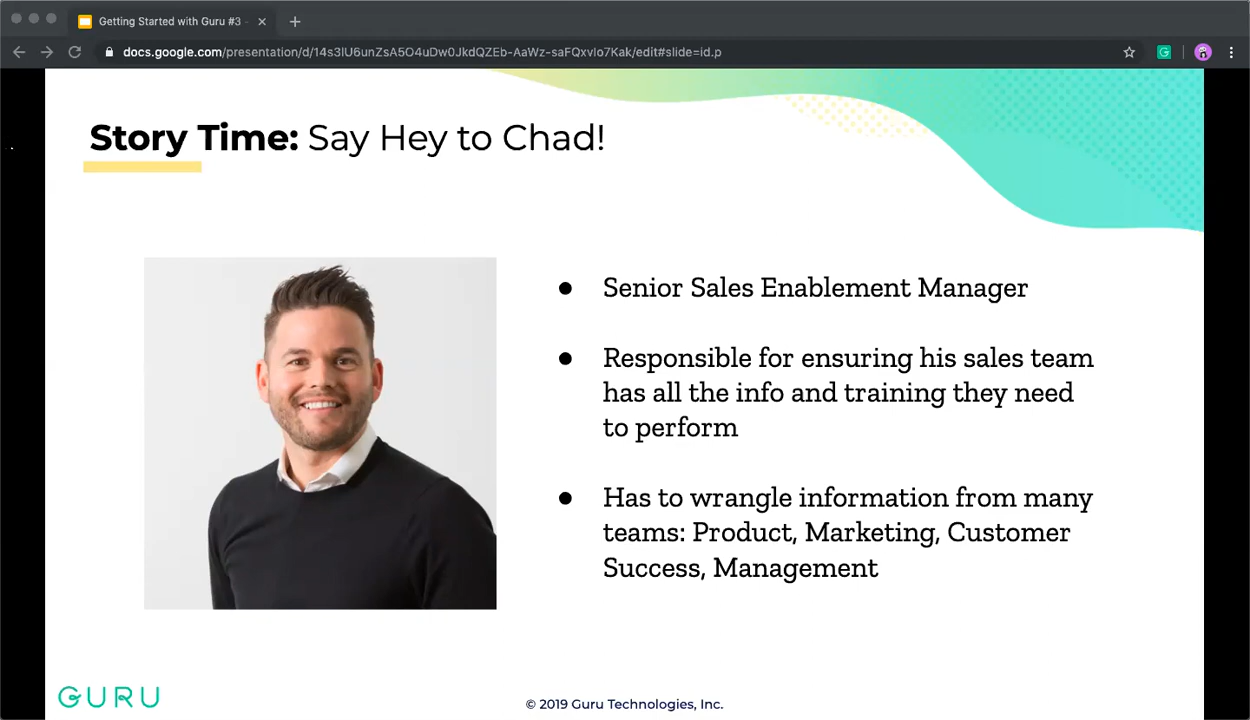 Getting Started with Guru #3 -
docs.google.com/presentation/d/14s3IU6unZsA5O4uDw0JkdQZEb-AaWz-saFQxvIo7Kak/edit#slide=id.p
Story Time: Say Hey to Chad!
● Senior Sales Enablement Manager
● Responsible for ensuring his sales team
has all the info and training they need
to perform
● Has to wrangle information from many
teams: Product, Marketing, Customer
Success, Management
GURU
© 2019 Guru Technologies, Inc.